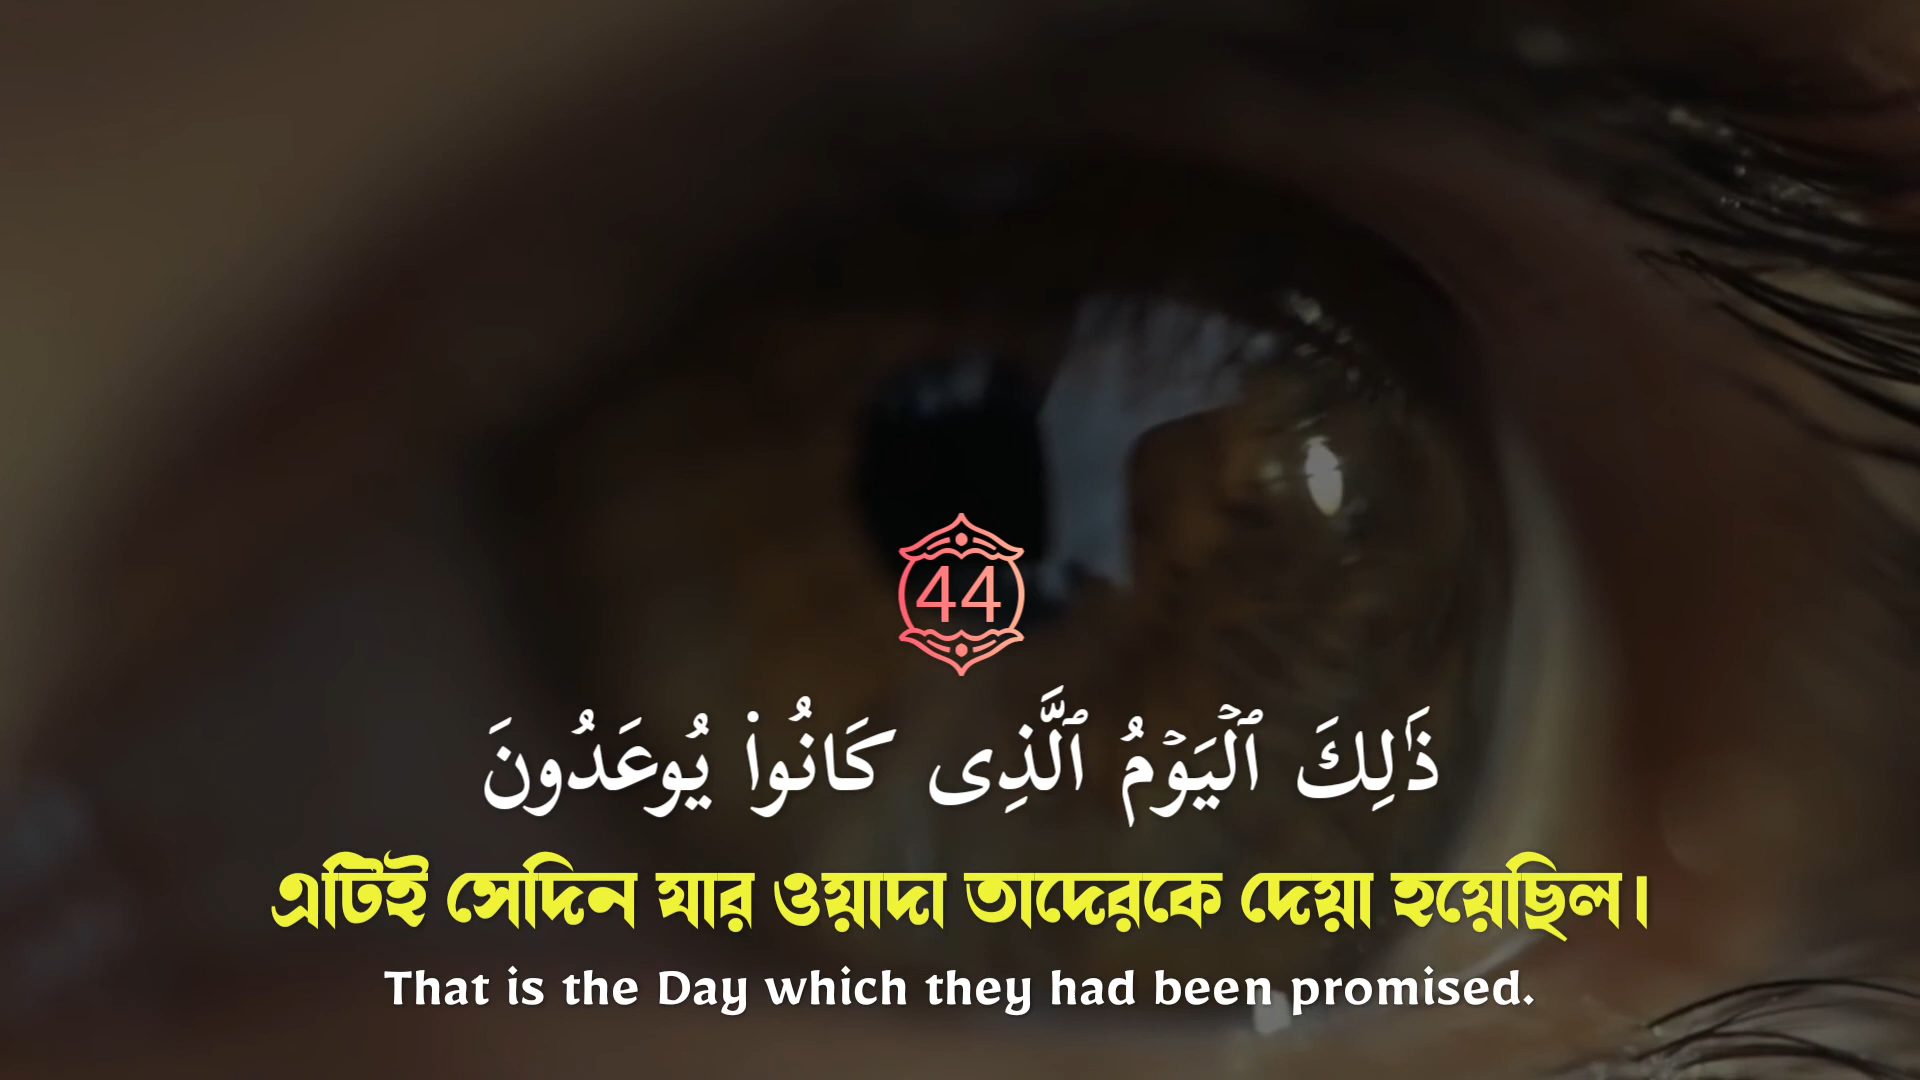 44
ذَٰلِكَ ٱلْيَوْمُ ٱلَّذِى كَانُوا۟ يُوعَدُونَ
এটিই সেদিন যার ওয়াদা তাদেরকে দেয়া হয়েছিল।
That is the Day which they had been promised.